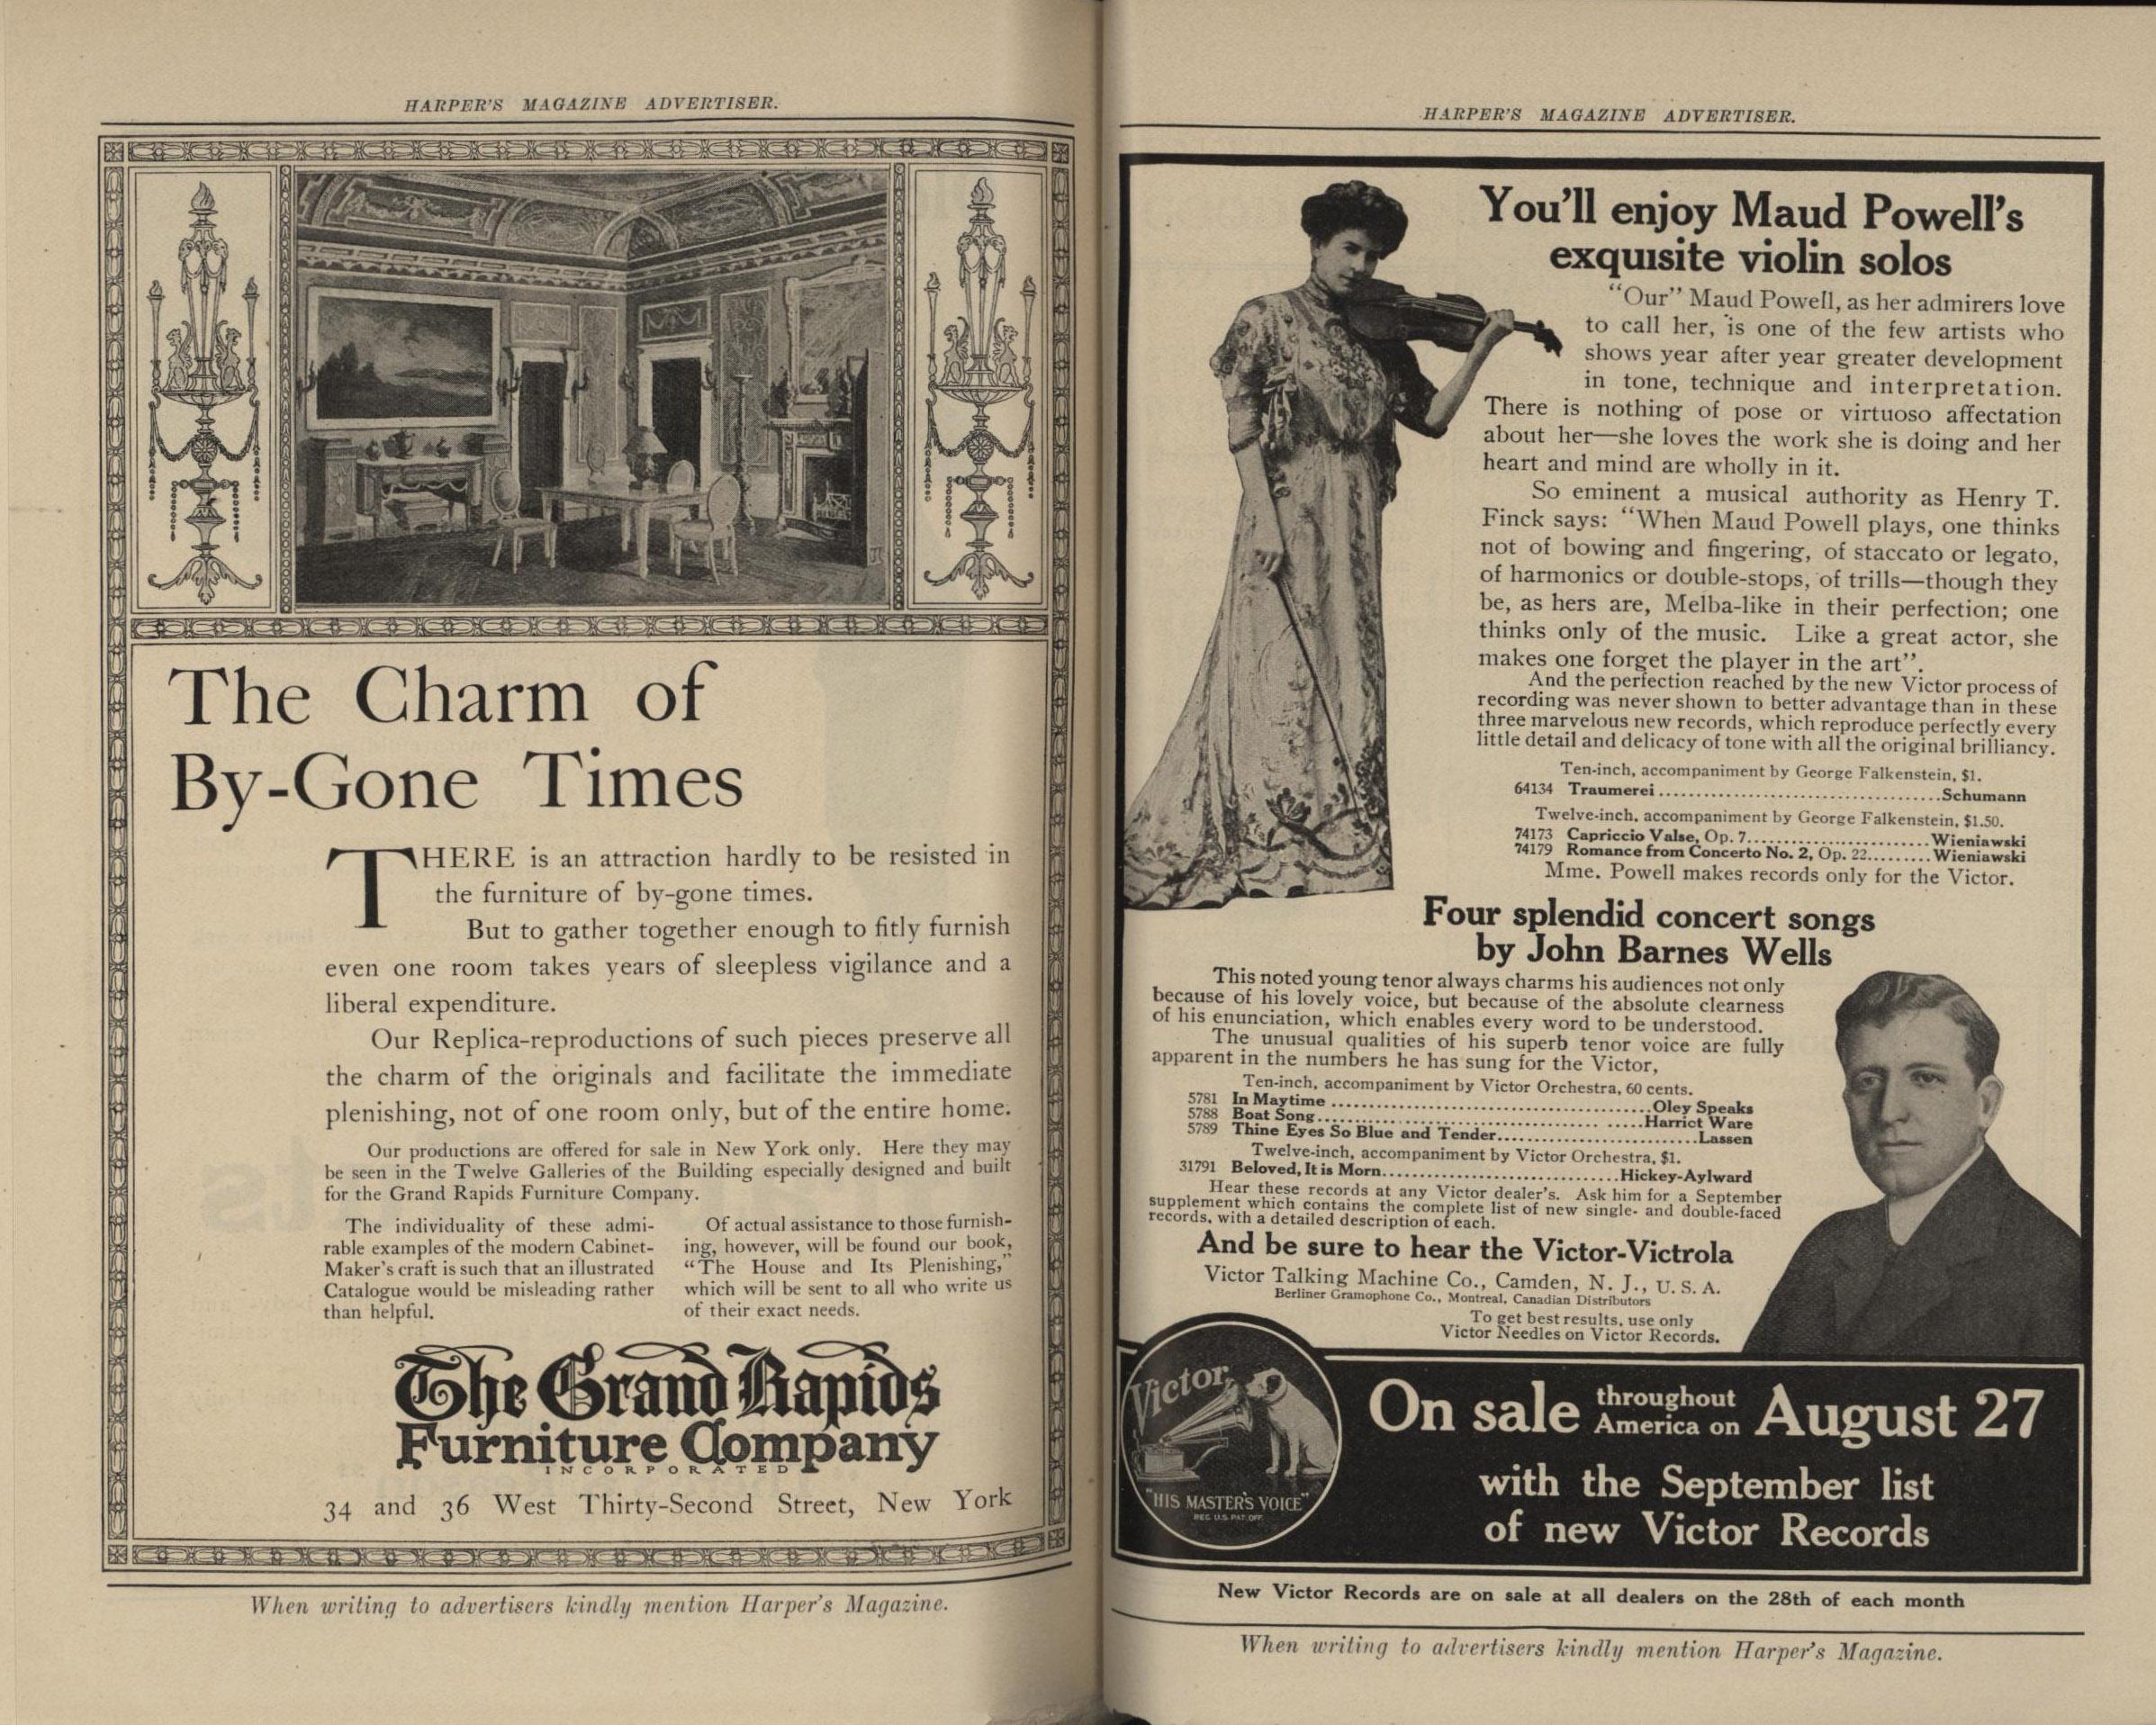 HARPER'S MAGAZINE ADVERTISER.
The Charm of
By-Gone Times
THERE is an attraction hardly to be resisted in
the furniture of by-gone times.
But to gather together enough to fitly furnish
even one room takes years of sleepless vigilance and a
liberal expenditure.
Our Replica-reproductions of such pieces preserve all
the charm of the originals and facilitate the immediate
plenishing, not of one room only, but of the entire home.
Our productions are offered for sale in New York only. Here they may
be seen in the Twelve Galleries of the Building especially designed and built
for the Grand Rapids Furniture Company.
The individuality of these admi-
rable examples of the modern Cabinet-
Maker's craft is such that an illustrated
Catalogue would be misleading rather
than helpful.
Of actual assistance to those furnish-
ing, however, will be found our book,
"The House and Its Plenishing,"
which will be sent to all who write us
of their exact needs.
The Grand Rapids
Furniture Company
INCORPORATED
34 and 36 West Thirty-Second Street, New York
When writing to advertisers kindly mention Harper's Magazine.
HARPER'S MAGAZINE ADVERTISER.
You'll enjoy Maud Powell's
exquisite violin solos
"Our" Maud Powell, as her admirers love
to call her, is one of the few artists who
shows year after year greater development
in tone, technique and interpretation.
There is nothing of pose or virtuoso affectation
about her—she loves the work she is doing and her
heart and mind are wholly in it.
So eminent a musical authority as Henry T.
Finck says: "When Maud Powell plays, one thinks
not of bowing and fingering, of staccato or legato,
of harmonics or double-stops, of trills—though they
be, as hers are, Melba-like in their perfection; one
thinks only of the music. Like a great actor, she
makes one forget the player in the art".
And the perfection reached by the new Victor process of
recording was never shown to better advantage than in these
three marvelous new records, which reproduce perfectly every
little detail and delicacy of tone with all the original brilliancy.
Ten-inch, accompaniment by George Falkenstein, $1.
64134 Traumerei......................................Schumann
Twelve-inch, accompaniment by George Falkenstein, $1.50.
74173 Capriccio Valse, Op. 7........................Wieniawski
74179 Romance from Concerto No. 2, Op. 22.........Wieniawski
Mme. Powell makes records only for the Victor.
Four splendid concert songs
by John Barnes Wells
This noted young tenor always charms his audiences not only
because of his lovely voice, but because of the absolute clearness
of his enunciation, which enables every word to be understood.
The unusual qualities of his superb tenor voice are fully
apparent in the numbers he has sung for the Victor,
Ten-inch, accompaniment by Victor Orchestra, 60 cents.
5781 In Maytime............................................Oley Speaks
5788 Boat Song.............................................Harriet Ware
5789 Thine Eyes So Blue and Tender...........................Lassen
Twelve-inch, accompaniment by Victor Orchestra, $1.
31791 Beloved, It is Morn................................Hickey-Aylward
Hear these records at any Victor dealer's. Ask him for a September
supplement which contains the complete list of new single- and double-faced
records, with a detailed description of each.
And be sure to hear the Victor-Victrola
Victor Talking Machine Co., Camden, N. J., U. S. A.
Berliner Gramophone Co., Montreal, Canadian Distributors
To get best results, use only
Victor Needles on Victor Records.
Victor
"HIS MASTER'S VOICE"
REG. U.S. PAT. OFF.
On sale throughout America on August 27
with the September list
of new Victor Records
New Victor Records are on sale at all dealers on the 28th of each month
When writing to advertisers kindly mention Harper's Magazine.